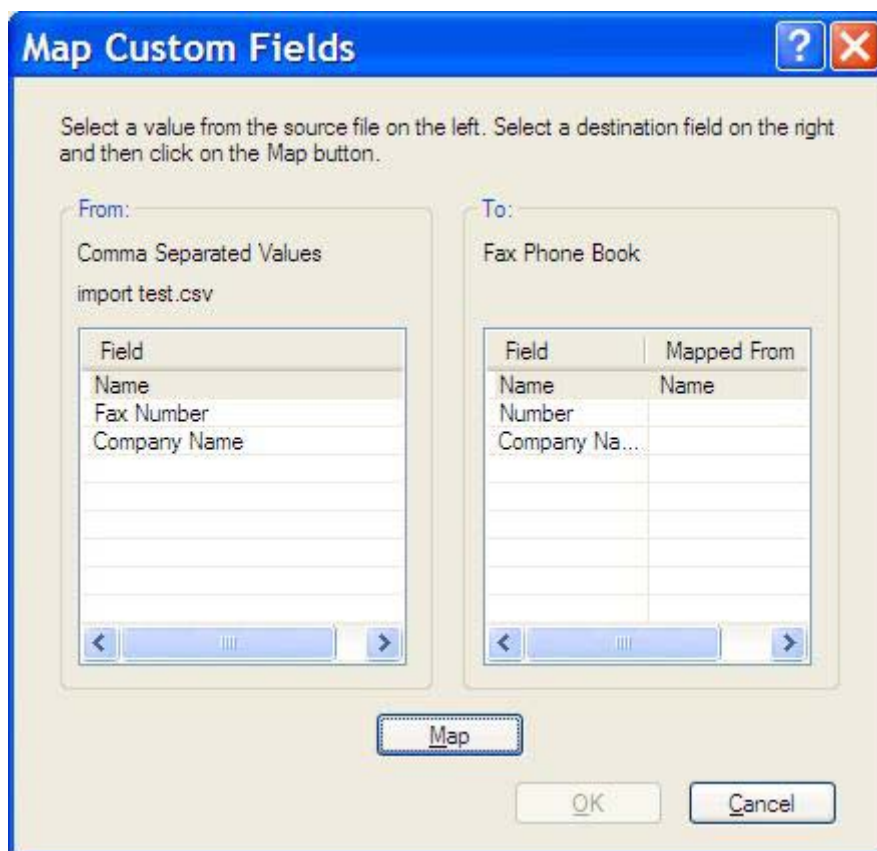 Map Custom Fields
?
Select a value from the source file on the left. Select a destination field on the right
and then click on the Map button.
From:
Comma Separated Values
import test.csv
Field
Name
Fax Number
Company Name
To:
Fax Phone Book
Field Mapped From
Name Name
Number
Company Na...
Map
OK Cancel